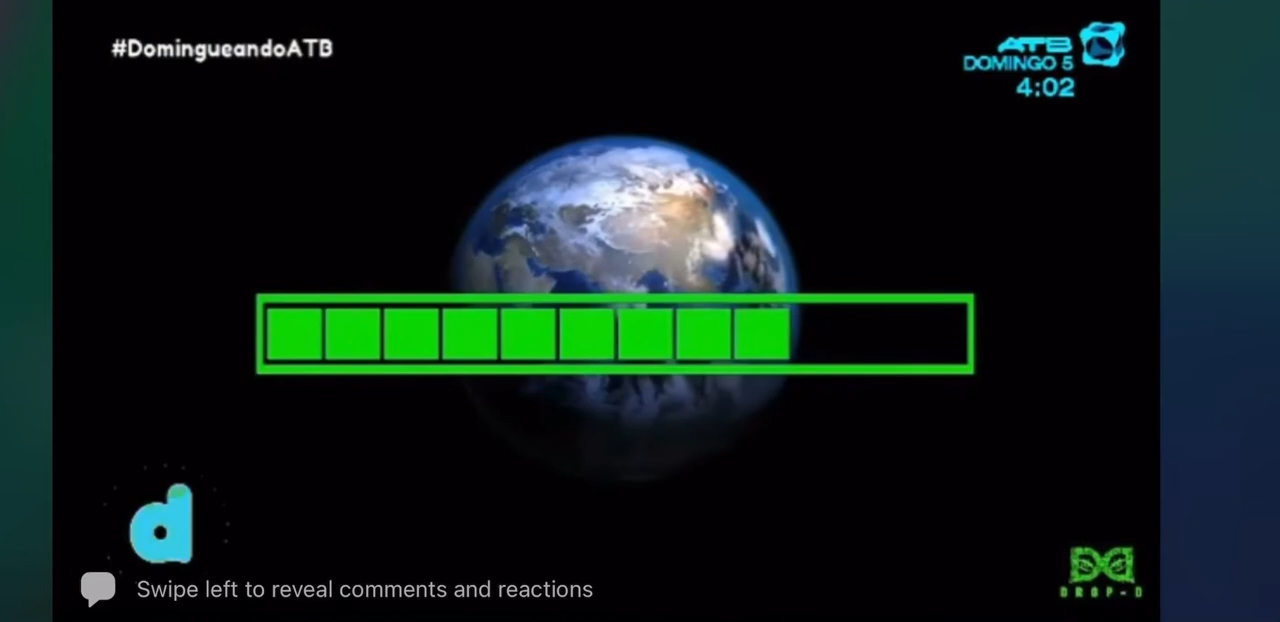 #DomingueandoATB
ATB
DOMINGO 5
4:02
d
Swipe left to reveal comments and reactions
DROP-D